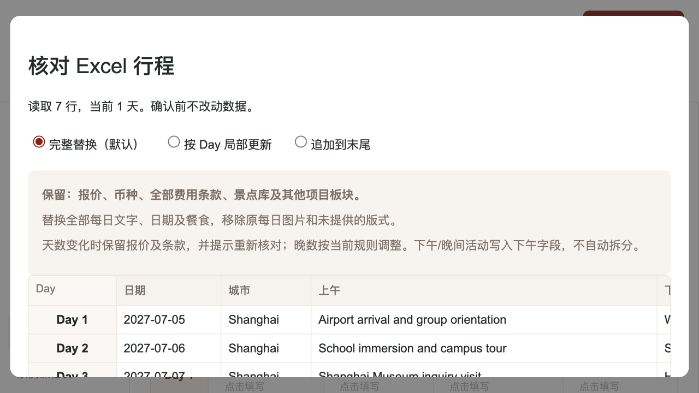 核对 Excel 行程
读取 7 行，当前 1 天。确认前不改动数据。
完整替换（默认） 按 Day 局部更新 追加到末尾
保留：报价、币种、全部费用条款、景点库及其他项目板块。
替换全部每日文字、日期及餐食，移除原每日图片和未提供的版式。
天数变化时保留报价及条款，并提示重新核对；晚数按当前规则调整。下午/晚间活动写入下午字段，不自动拆分。
Day 日期 城市 上午
Day 1 2027-07-05 Shanghai Airport arrival and group orientation
Day 2 2027-07-06 Shanghai School immersion and campus tour
Day 3 2027-07-07 Shanghai Shanghai Museum inquiry visit
点击填写 点击填写 点击填写 点击填写